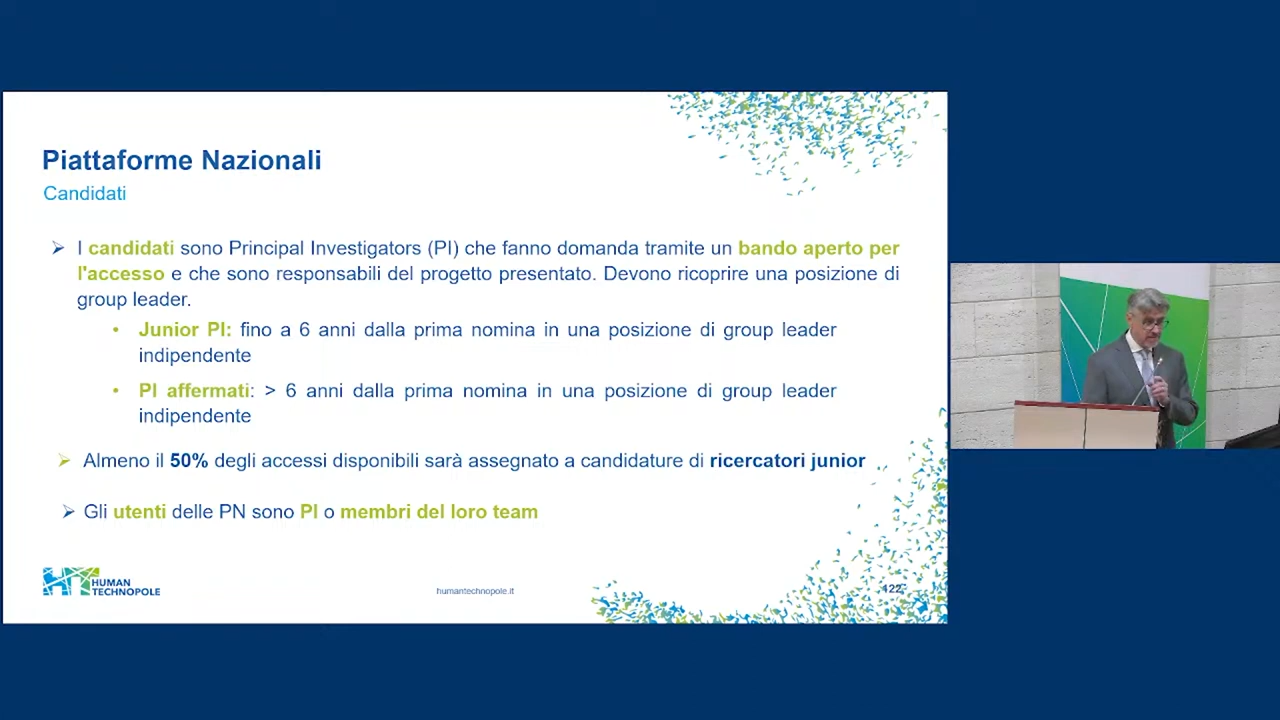 Piattaforme Nazionali
Candidati
➢ I candidati sono Principal Investigators (PI) che fanno domanda tramite un bando aperto per
l'accesso e che sono responsabili del progetto presentato. Devono ricoprire una posizione di
group leader.
• Junior PI: fino a 6 anni dalla prima nomina in una posizione di group leader
indipendente
• PI affermati: > 6 anni dalla prima nomina in una posizione di group leader
indipendente
➢ Almeno il 50% degli accessi disponibili sarà assegnato a candidature di ricercatori junior
➢ Gli utenti delle PN sono PI o membri del loro team
HT HUMAN
TECHNOPOLE
humantechnopole.it
122